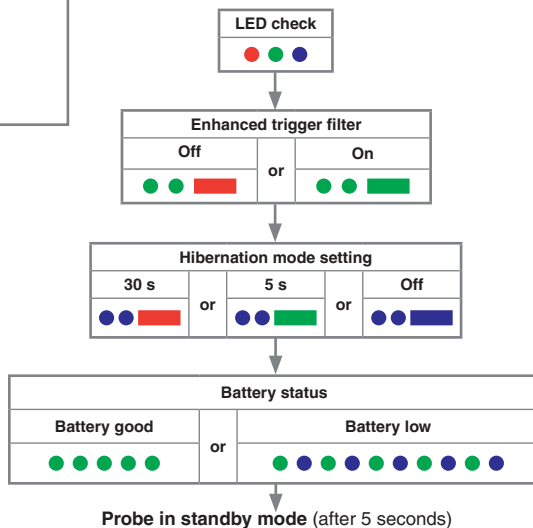 LED check
Enhanced trigger filter
Off
or
On
Hibernation mode setting
30 s
or
5 s
or
Off
Battery status
Battery good
or
Battery low
Probe in standby mode (after 5 seconds)